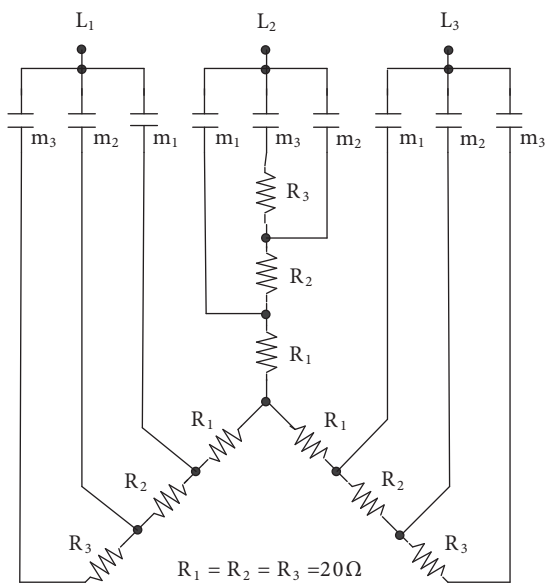 L₁ L₂ L₃
m₃ m₂ m₁ m₁ m₃ m₂ m₁ m₂ m₃
R₃
R₂
R₁
R₁ R₁
R₂ R₂
R₃ R₃
R₁ = R₂ = R₃ =20Ω